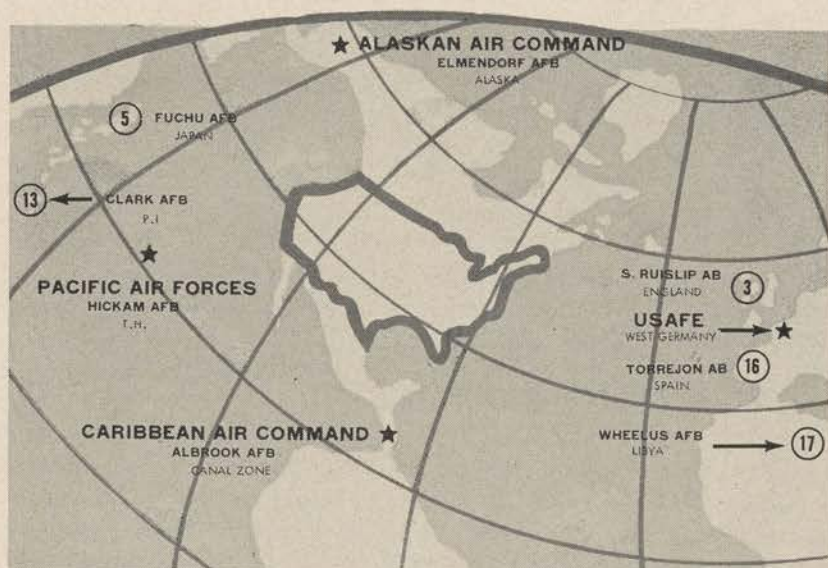 ALASKAN AIR COMMAND
ELMENDORF AFB
ALASKA
5 FUCHU AFB
JAPAN
13 CLARK AFB
P.I
PACIFIC AIR FORCES
HICKAM AFB
T.H.
S. RUISLIP AB 3
ENGLAND
USAFE
WEST GERMANY
TORREJON AB 16
SPAIN
CARIBBEAN AIR COMMAND
ALBROOK AFB
CANAL ZONE
WHEELUS AFB 17
LIBYA